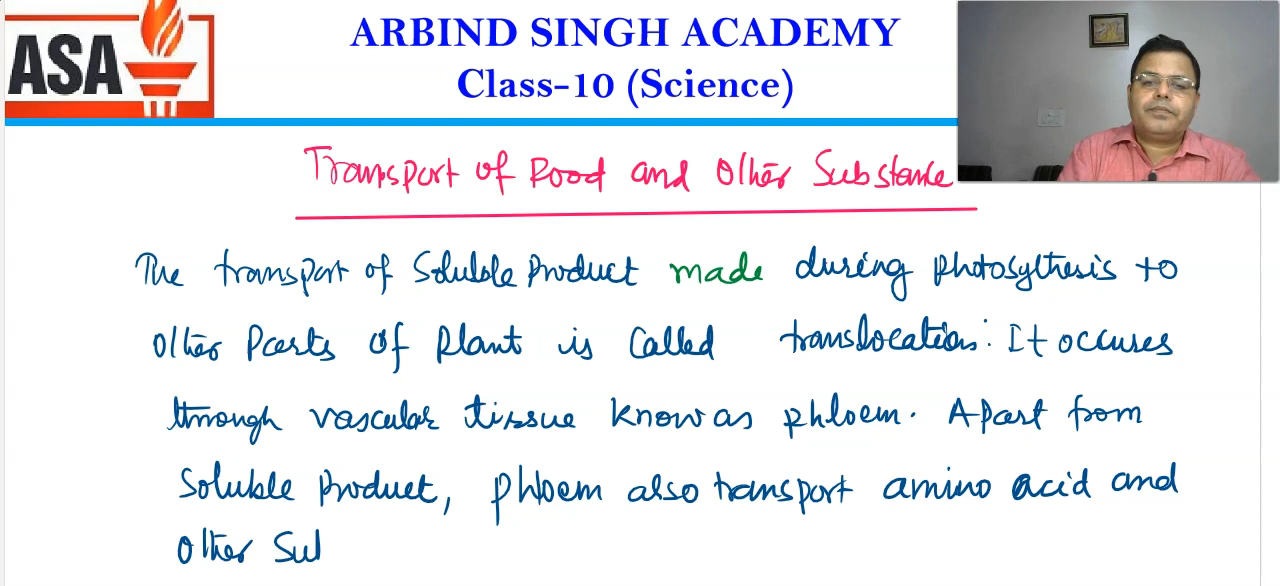 ASA
ARBIND SINGH ACADEMY
Class-10 (Science)
Transport of Food and Other Substance
The transport of Soluble Product made during photosythesis to
Other Parts of Plant is Called translocation. It occures
through vascular tissue know as phloem. Apart from
Soluble Product, phloem also transport amino acid and
Other Sul